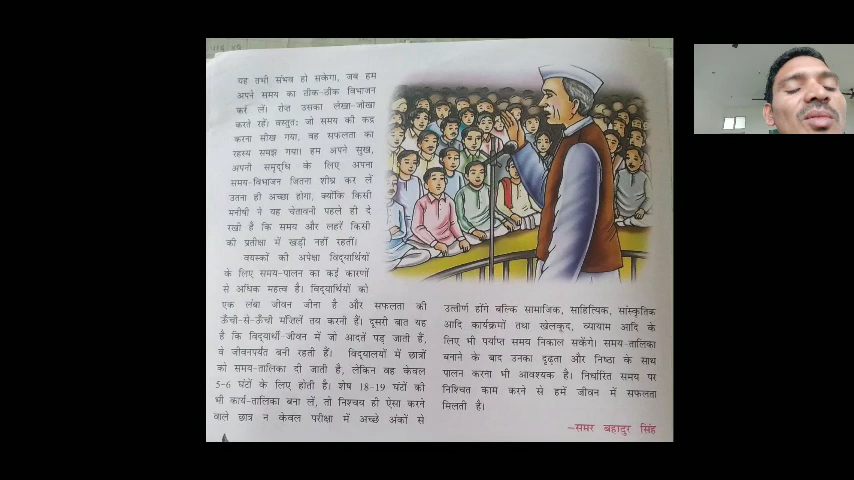 यह तभी संभव हो सकेगा, जब हम
अपने समय का ठीक-ठीक विभाजन
कर लें। रोज़ उसका लेखा-जोखा
करते रहें। वस्तुतः जो समय की कद्र
करना सीख गया, वह सफलता का
रहस्य समझ गया। हम अपने सुख,
अपनी समृद्धि के लिए अपना
समय-विभाजन जितना शीघ्र कर लें
उतना ही अच्छा होगा, क्योंकि किसी
मनीषी ने यह चेतावनी पहले ही दे
रखी है कि समय और लहरें किसी
की प्रतीक्षा में खड़ी नहीं रहतीं।
वयस्कों की अपेक्षा विद्यार्थियों
के लिए समय-पालन का कई कारणों
से अधिक महत्व है। विद्यार्थियों को
एक लंबा जीवन जीना है और सफलता की
ऊँची-से-ऊँची मंज़िलें तय करनी हैं। दूसरी बात यह
है कि विद्यार्थी-जीवन में जो आदतें पड़ जाती हैं,
वे जीवनपर्यंत बनी रहती हैं। विद्यालयों में छात्रों
को समय-तालिका दी जाती है, लेकिन वह केवल
5-6 घंटों के लिए होती है। शेष 18-19 घंटों की
भी कार्य-तालिका बना लें, तो निश्चय ही ऐसा करने
वाले छात्र न केवल परीक्षा में अच्छे अंकों से
उत्तीर्ण होंगे बल्कि सामाजिक, साहित्यिक, सांस्कृतिक
आदि कार्यक्रमों तथा खेलकूद, व्यायाम आदि के
लिए भी पर्याप्त समय निकाल सकेंगे। समय-तालिका
बनाने के बाद उनका दृढ़ता और निष्ठा के साथ
पालन करना भी आवश्यक है। निर्धारित समय पर
निश्चित काम करने से हमें जीवन में सफलता
मिलती है।
-समर बहादुर सिंह